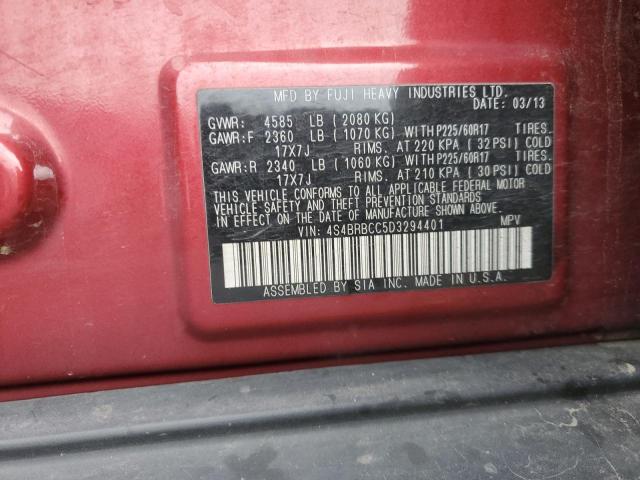 MFD BY FUJI HEAVY INDUSTRIES LTD.
DATE: 03/13
GVWR: 4585 LB ( 2080 KG)
GAWR:F 2360 LB ( 1070 KG) WITH P225/60R17 TIRES.
17X7J RIMS. AT 220 KPA ( 32 PSI) COLD
GAWR:R 2340 LB ( 1060 KG) WITH P225/60R17 TIRES.
17X7J RIMS. AT 210 KPA ( 30 PSI) COLD
THIS VEHICLE CONFORMS TO ALL APPLICABLE FEDERAL MOTOR
VEHICLE SAFETY AND THEFT PREVENTION STANDARDS
IN EFFECT ON THE DATE OF MANUFACTURE SHOWN ABOVE.
VIN: 4S4BRBCC5D3294401 MPV
ASSEMBLED BY SIA INC. MADE IN U.S.A.